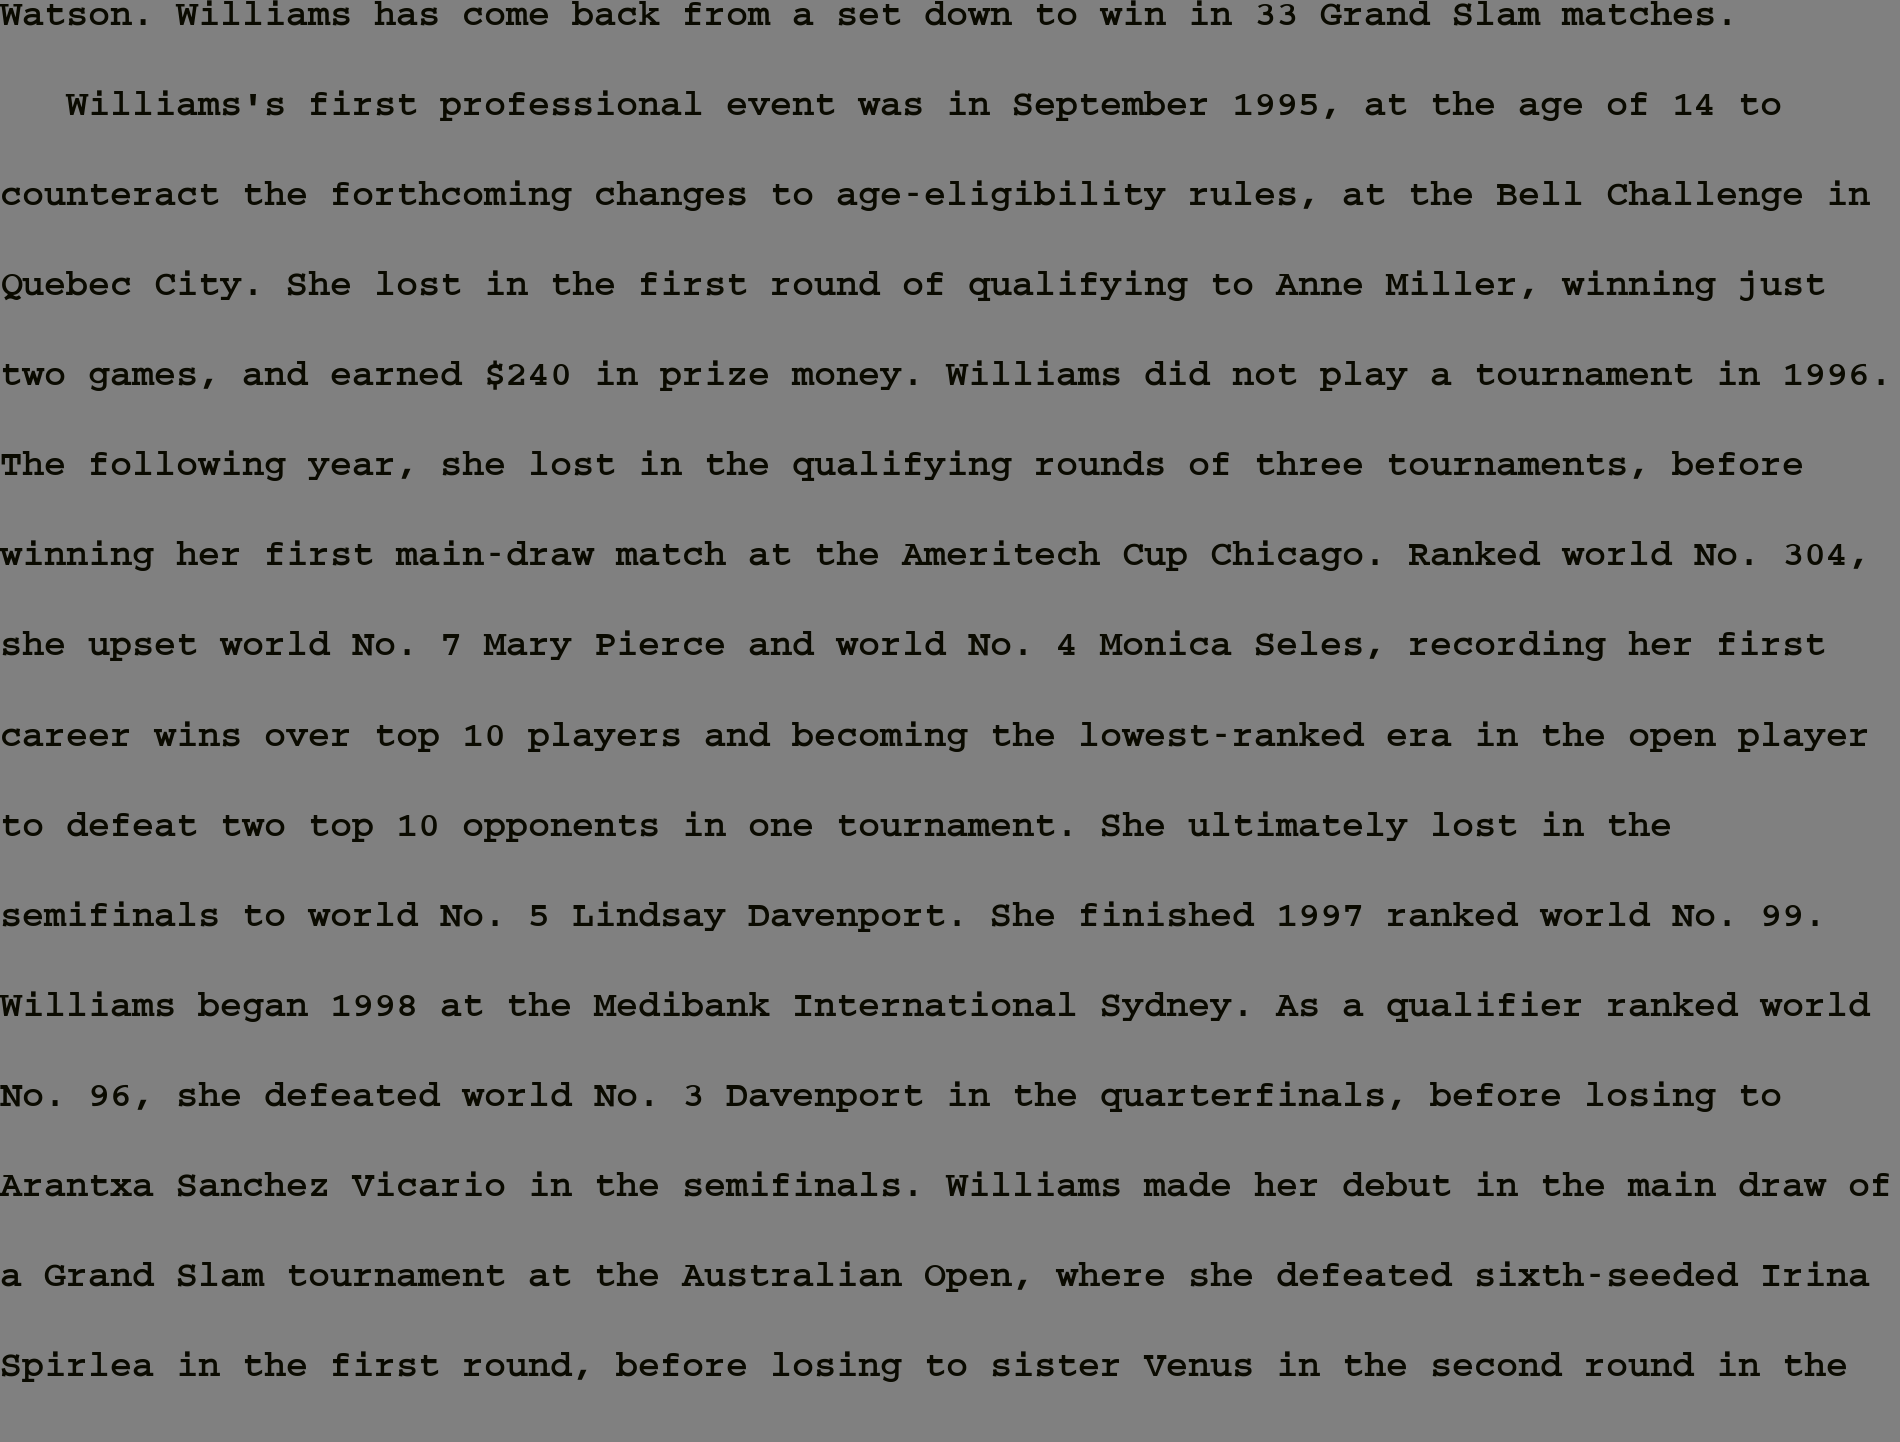 Watson. Williams has come back from a set down to win in 33 Grand Slam matches.
Williams's first professional event was in September 1995, at the age of 14 to
counteract the forthcoming changes to age-eligibility rules, at the Bell Challenge in
Quebec City. She lost in the first round of qualifying to Anne Miller, winning just
two games, and earned $240 in prize money. Williams did not play a tournament in 1996.
The following year, she lost in the qualifying rounds of three tournaments, before
winning her first main-draw match at the Ameritech Cup Chicago. Ranked world No. 304,
she upset world No. 7 Mary Pierce and world No. 4 Monica Seles, recording her first
career wins over top 10 players and becoming the lowest-ranked era in the open player
to defeat two top 10 opponents in one tournament. She ultimately lost in the
semifinals to world No. 5 Lindsay Davenport. She finished 1997 ranked world No. 99.
Williams began 1998 at the Medibank International Sydney. As a qualifier ranked world
No. 96, she defeated world No. 3 Davenport in the quarterfinals, before losing to
Arantxa Sanchez Vicario in the semifinals. Williams made her debut in the main draw of
a Grand Slam tournament at the Australian Open, where she defeated sixth-seeded Irina
Spirlea in the first round, before losing to sister Venus in the second round in the